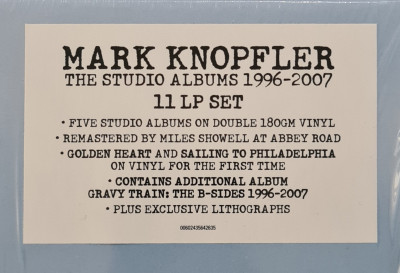 MARK KNOPFLER
THE STUDIO ALBUMS 1996-2007
11 LP SET
• FIVE STUDIO ALBUMS ON DOUBLE 180GM VINYL
• REMASTERED BY MILES SHOWELL AT ABBEY ROAD
• GOLDEN HEART AND SAILING TO PHILADELPHIA
ON VINYL FOR THE FIRST TIME
• CONTAINS ADDITIONAL ALBUM
GRAVY TRAIN: THE B-SIDES 1996-2007
• PLUS EXCLUSIVE LITHOGRAPHS
00602435642635